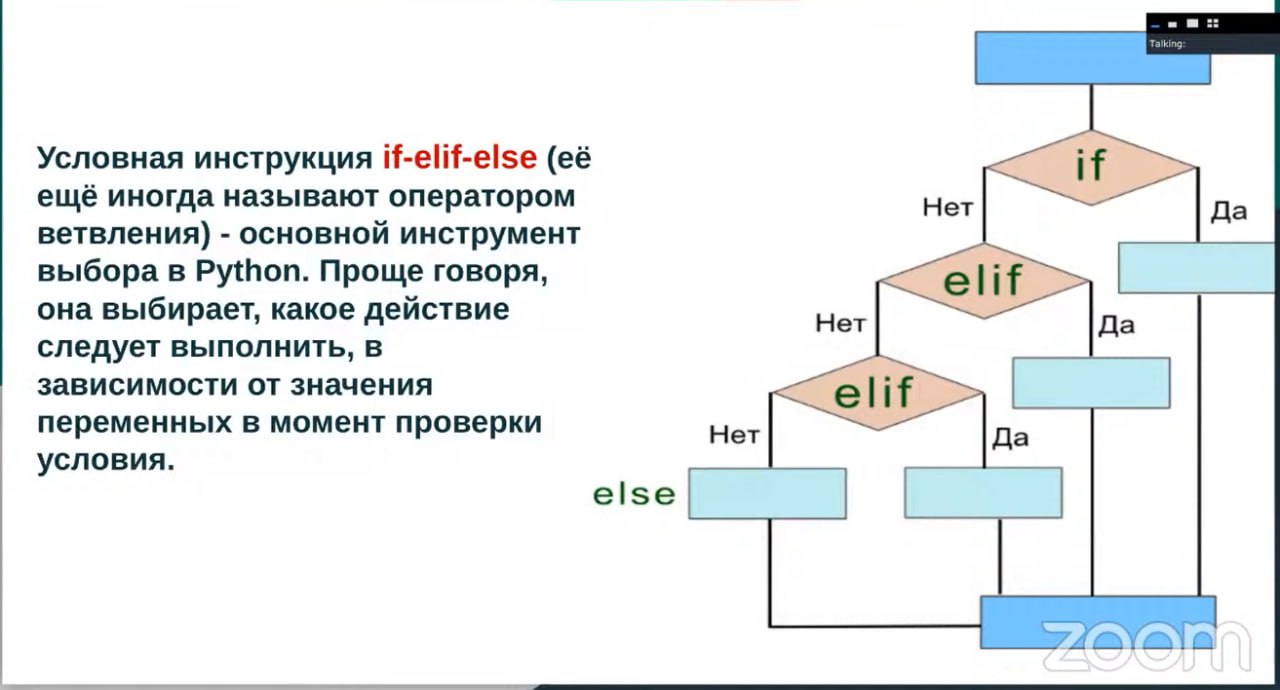 Talking:
Условная инструкция if-elif-else (её
ещё иногда называют оператором
ветвления) - основной инструмент
выбора в Python. Проще говоря,
она выбирает, какое действие
следует выполнить, в
зависимости от значения
переменных в момент проверки
условия.
if
Нет
Да
elif
Нет
Да
elif
Нет
Да
else
zoom